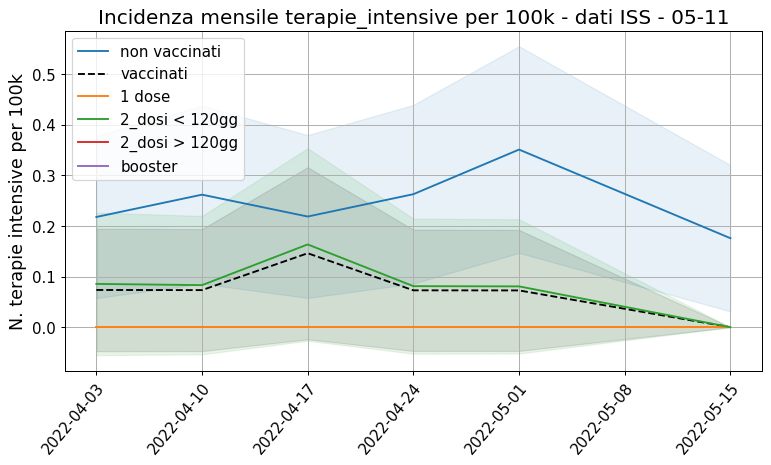 Incidenza mensile terapie_intensive per 100k - dati ISS - 05-11
N. terapie intensive per 100k
0.5
0.4
0.3
0.2
0.1
0.0
non vaccinati
vaccinati
1 dose
2_dosi < 120gg
2_dosi > 120gg
booster
2022-04-03
2022-04-10
2022-04-17
2022-04-24
2022-05-01
2022-05-08
2022-05-15